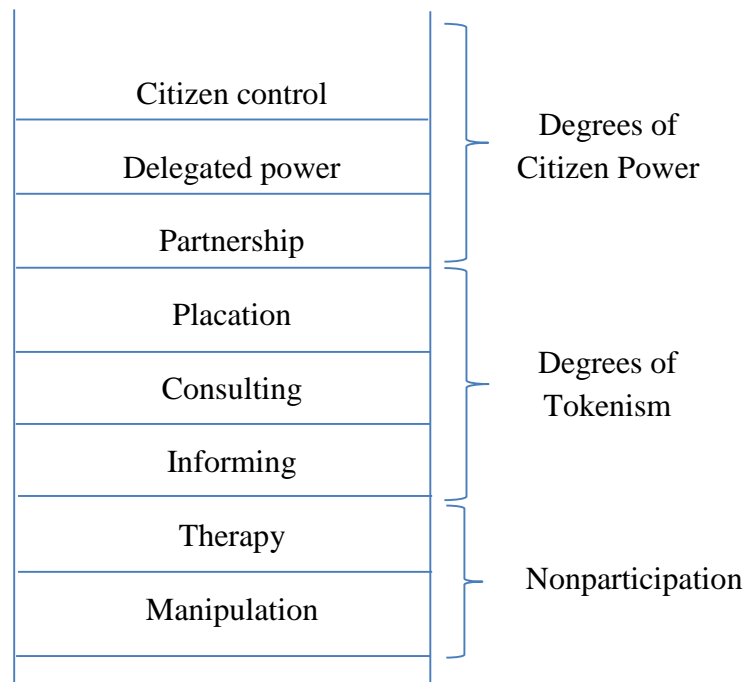 Citizen control
Delegated power
Partnership
Degrees of
Citizen Power
Placation
Consulting
Informing
Degrees of
Tokenism
Therapy
Manipulation
Nonparticipation